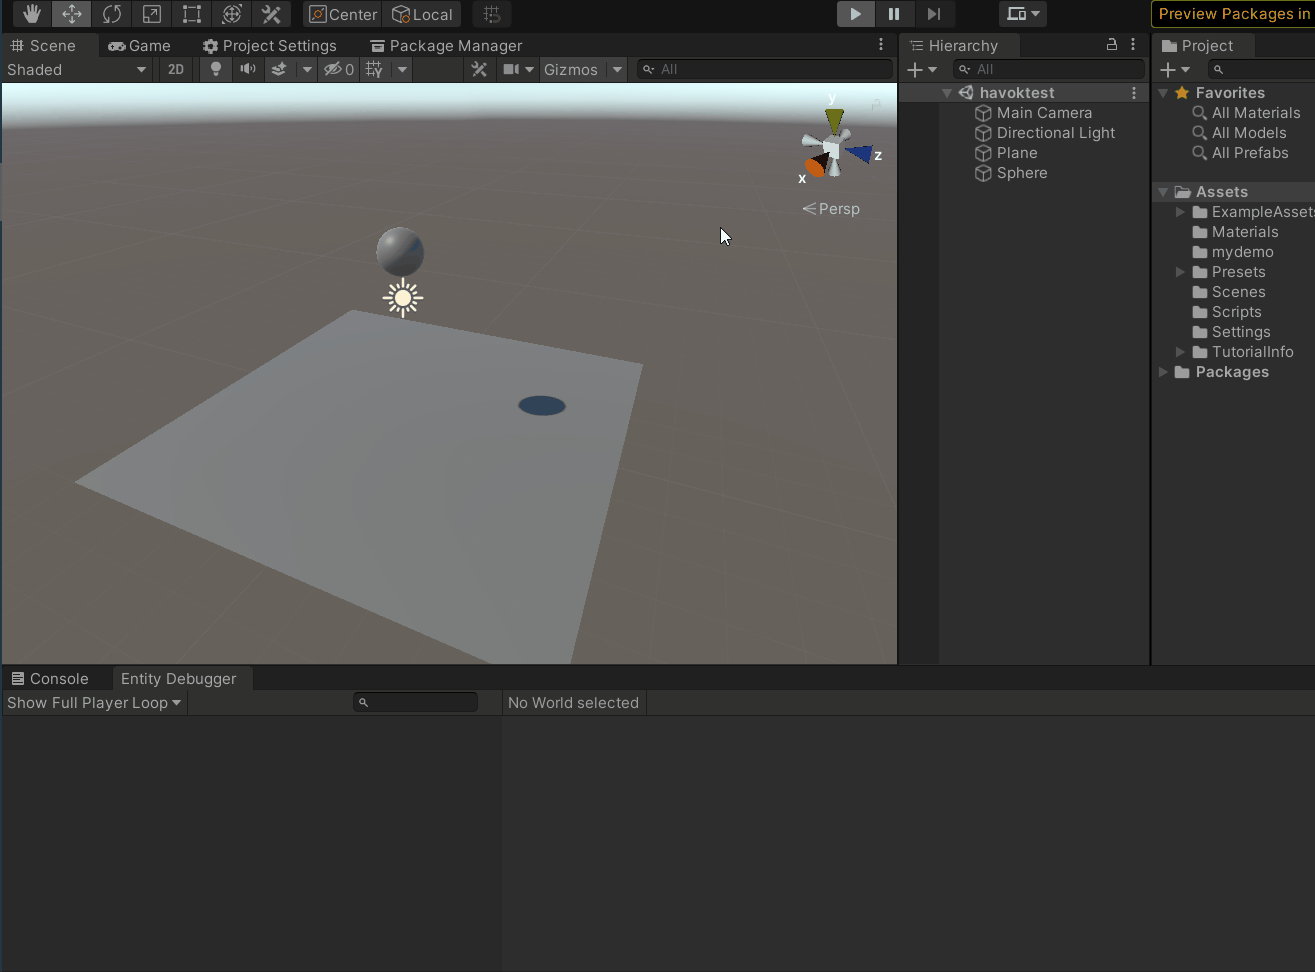 Center Local Preview Packages in
Scene Game Project Settings Package Manager Hierarchy Project
Shaded 2D 0 Gizmos All All
havoktest Favorites
Main Camera All Materials
Directional Light All Models
Plane All Prefabs
Sphere
y
z
x
Persp
Assets
ExampleAssets
Materials
mydemo
Presets
Scenes
Scripts
Settings
TutorialInfo
Packages
Console Entity Debugger
Show Full Player Loop No World selected